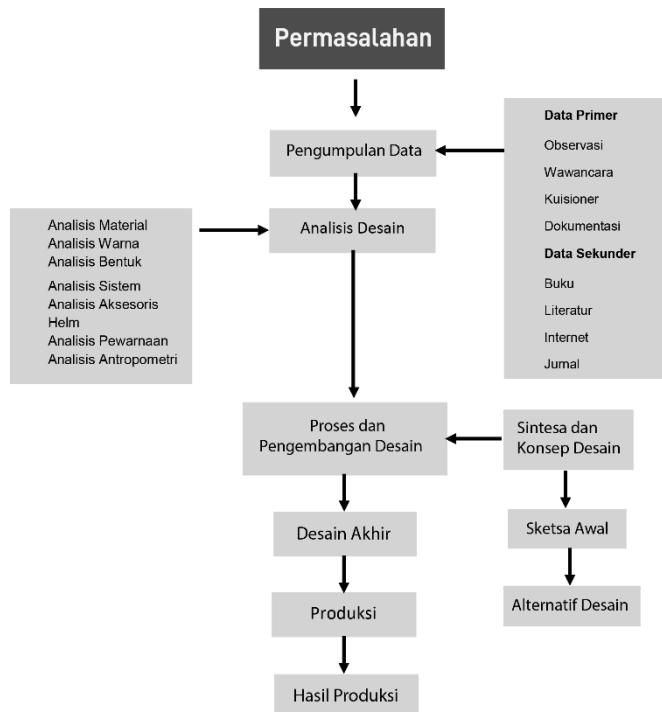 Permasalahan
Pengumpulan Data
Data Primer
Observasi
Wawancara
Kuisioner
Dokumentasi
Data Sekunder
Buku
Literatur
Internet
Jurnal
Analisis Desain
Analisis Material
Analisis Warna
Analisis Bentuk
Analisis Sistem
Analisis Aksesoris
Helm
Analisis Pewarnaan
Analisis Antropometri
Proses dan
Pengembangan Desain
Sintesa dan
Konsep Desain
Desain Akhir
Sketsa Awal
Produksi
Alternatif Desain
Hasil Produksi